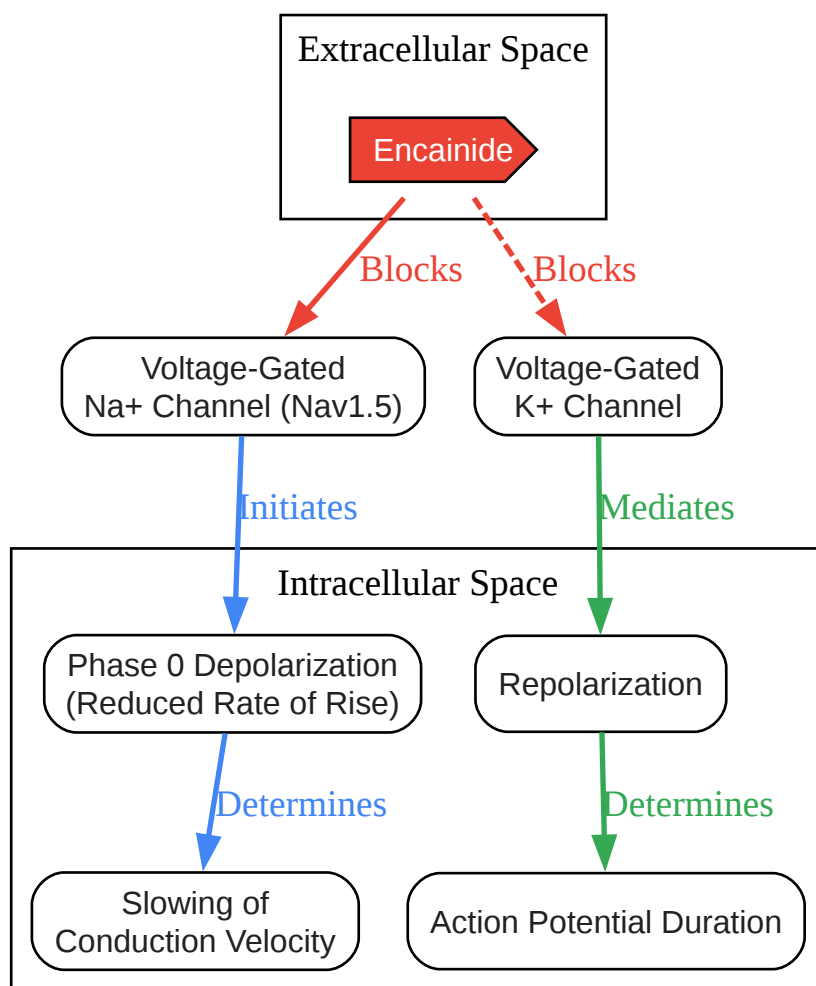 Extracellular Space
Encainide
Blocks
Blocks
Voltage-Gated
Na+ Channel (Nav1.5)
Voltage-Gated
K+ Channel
Initiates
Mediates
Intracellular Space
Phase 0 Depolarization
(Reduced Rate of Rise)
Repolarization
Determines
Determines
Slowing of
Conduction Velocity
Action Potential Duration